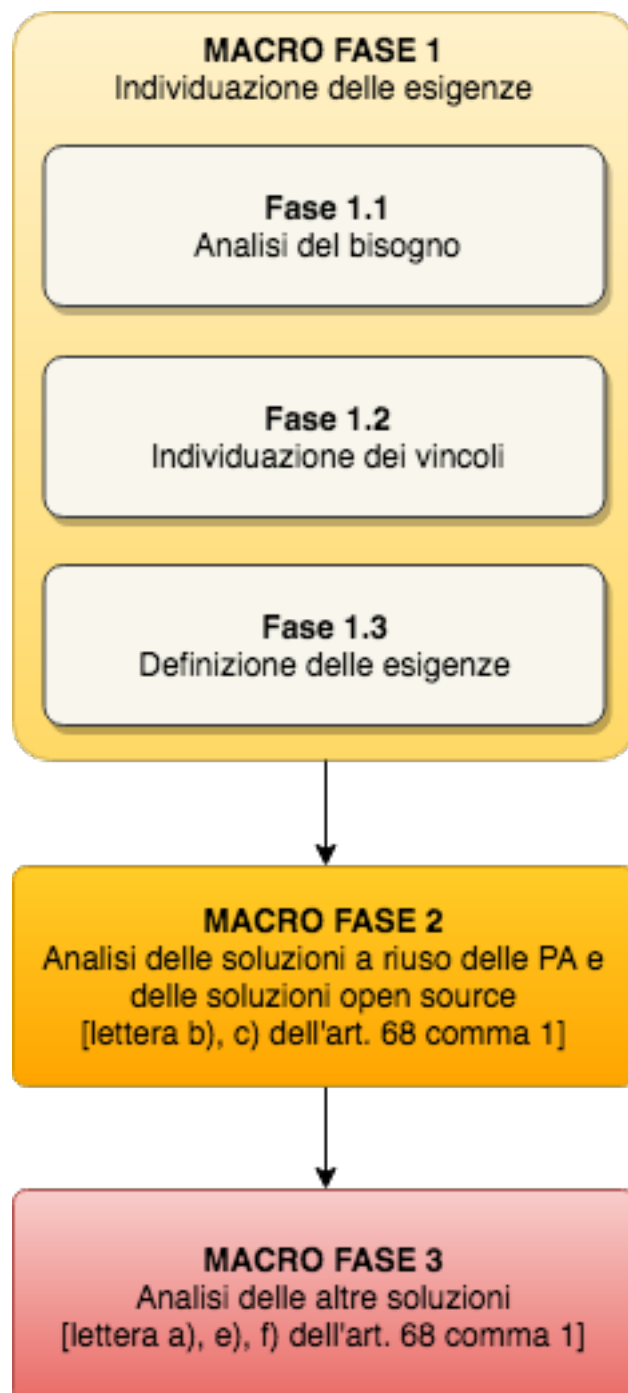 MACRO FASE 1
Individuazione delle esigenze
Fase 1.1
Analisi del bisogno
Fase 1.2
Individuazione dei vincoli
Fase 1.3
Definizione delle esigenze
MACRO FASE 2
Analisi delle soluzioni a riuso delle PA e
delle soluzioni open source
[lettera b), c) dell'art. 68 comma 1]
MACRO FASE 3
Analisi delle altre soluzioni
[lettera a), e), f) dell'art. 68 comma 1]